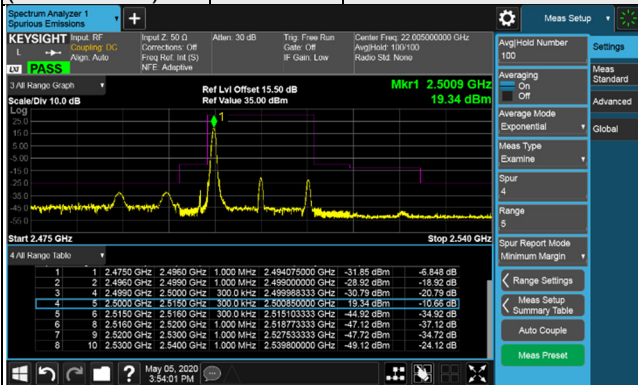 Spectrum Analyzer 1
Spurious Emissions
Meas Setup
KEYSIGHT
Input: RF
Coupling: DC
Align: Auto
Input Z: 50 Ω
Corrections: Off
Freq Ref: Int (S)
NFE: Adaptive
Atten: 30 dB
Trig: Free Run
Gate: Off
IF Gain: Low
Center Freq: 22.005000000 GHz
Avg|Hold: 100/100
Radio Std: None
L
PASS
3 All Range Graph
Scale/Div 10.0 dB
Ref Lvl Offset 15.50 dB
Ref Value 35.00 dBm
Mkr1 2.5009 GHz
19.34 dBm
Log
25.0
15.0
5.00
-5.00
-15.0
-25.0
-35.0
-45.0
-55.0
1
Start 2.475 GHz
Stop 2.540 GHz
4 All Range Table
1 1 2.4750 GHz 2.4960 GHz 1.000 MHz 2.494075000 GHz -31.85 dBm -6.848 dB
2 2 2.4960 GHz 2.4990 GHz 1.000 MHz 2.499000000 GHz -28.92 dBm -18.92 dB
3 4 2.4990 GHz 2.5000 GHz 300.0 kHz 2.499988333 GHz -30.79 dBm -20.79 dB
4 5 2.5000 GHz 2.5150 GHz 300.0 kHz 2.500850000 GHz 19.34 dBm -10.66 dB
5 6 2.5150 GHz 2.5160 GHz 300.0 kHz 2.515103333 GHz -44.92 dBm -34.92 dB
6 8 2.5160 GHz 2.5200 GHz 1.000 MHz 2.518773333 GHz -47.12 dBm -37.12 dB
7 9 2.5200 GHz 2.5300 GHz 1.000 MHz 2.527533333 GHz -47.72 dBm -34.72 dB
8 10 2.5300 GHz 2.5400 GHz 1.000 MHz 2.539800000 GHz -49.12 dBm -24.12 dB
May 05, 2020
3:54:01 PM
Avg|Hold Number
100
Averaging
On
Off
Average Mode
Exponential
Meas Type
Examine
Spur
4
Range
5
Spur Report Mode
Minimum Margin
Range Settings
Meas Setup
Summary Table
Auto Couple
Meas Preset
Settings
Meas
Standard
Advanced
Global